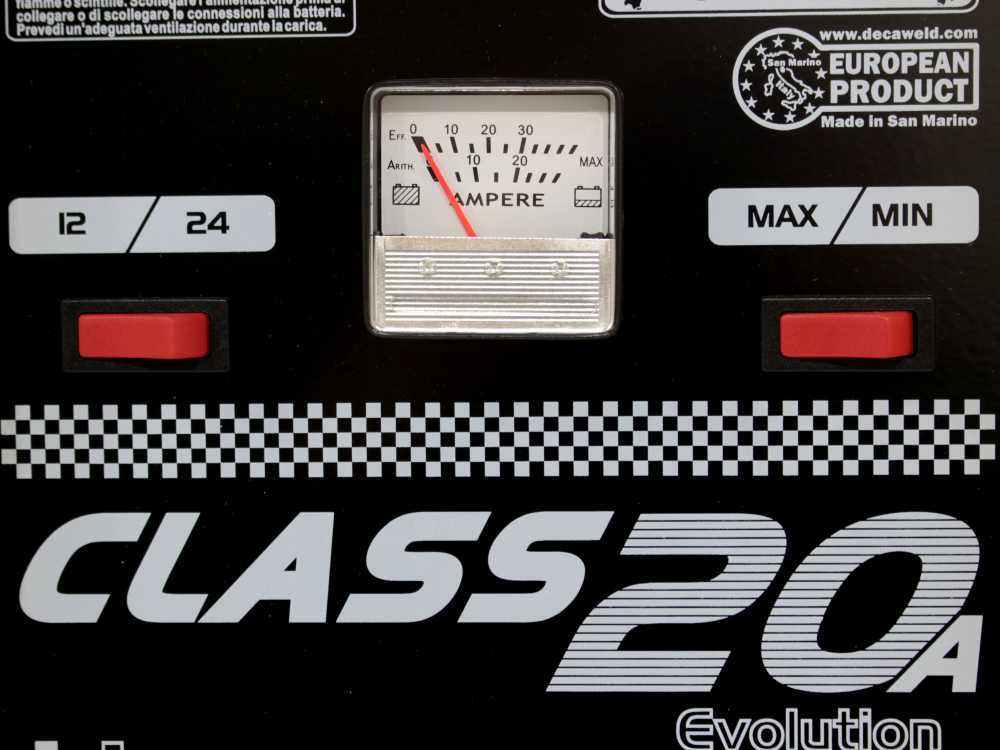 fiamme o scintille. Scollegare l'alimentazione prima di
collegare o di scollegare le connessioni alla batteria.
Prevedi un'adeguata ventilazione durante la carica.
www.decaweld.com
San Marino
Italy
EUROPEAN
PRODUCT
Made in San Marino
EFF. 0 10 20 30
ARITH. 0 10 20 MAX
AMPERE
12 / 24
MAX / MIN
CLASS 20A
Evolution